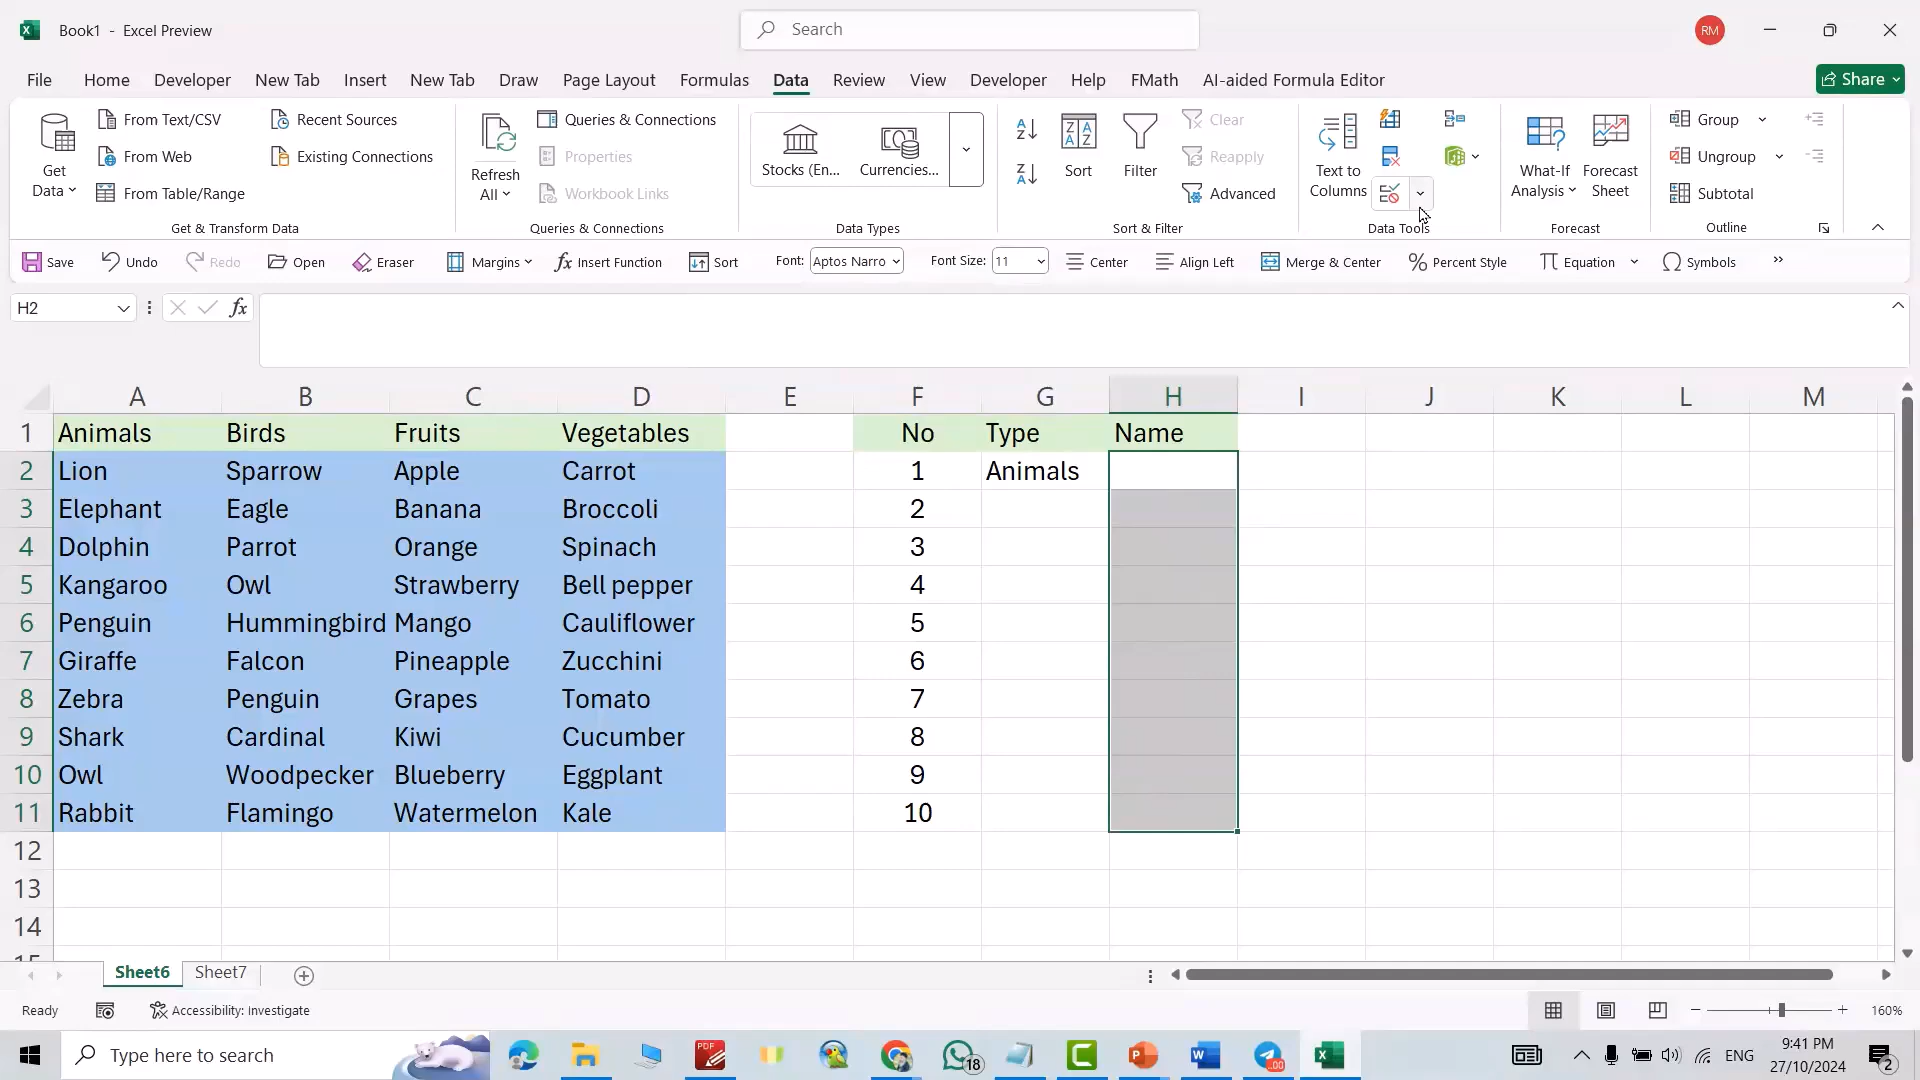 Book1 - Excel Preview
Search
RM
File Home Developer New Tab Insert New Tab Draw Page Layout Formulas Data Review View Developer Help FMath AI-aided Formula Editor Share
Get Data
From Text/CSV
From Web
From Table/Range
Recent Sources
Existing Connections
Get & Transform Data
Refresh All
Queries & Connections
Properties
Workbook Links
Queries & Connections
Stocks (En... Currencies...
Data Types
Sort
Filter
Clear
Reapply
Advanced
Sort & Filter
Text to Columns
Data Tools
What-If Analysis
Forecast Sheet
Forecast
Group
Ungroup
Subtotal
Outline
Save Undo Redo Open Eraser Margins Insert Function Sort Font: Aptos Narro Font Size: 11 Center Align Left Merge & Center Percent Style Equation Symbols
H2 fx
A B C D E F G H I J K L M
1 Animals Birds Fruits Vegetables No Type Name
2 Lion Sparrow Apple Carrot 1 Animals
3 Elephant Eagle Banana Broccoli 2
4 Dolphin Parrot Orange Spinach 3
5 Kangaroo Owl Strawberry Bell pepper 4
6 Penguin Hummingbird Mango Cauliflower 5
7 Giraffe Falcon Pineapple Zucchini 6
8 Zebra Penguin Grapes Tomato 7
9 Shark Cardinal Kiwi Cucumber 8
10 Owl Woodpecker Blueberry Eggplant 9
11 Rabbit Flamingo Watermelon Kale 10
12
13
14
15
Sheet6 Sheet7
Ready Accessibility: Investigate 160%
Type here to search
PDF
18
.00
ENG
9:41 PM
27/10/2024
2